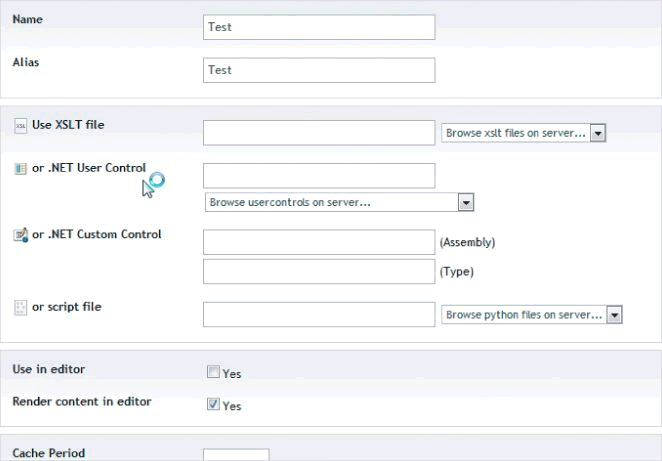 Name
Test
Alias
Test
XSL Use XSLT file
Browse xslt files on server...
or .NET User Control
Browse usercontrols on server...
or .NET Custom Control
(Assembly)
(Type)
or script file
Browse python files on server...
Use in editor
Yes
Render content in editor
Yes
Cache Period